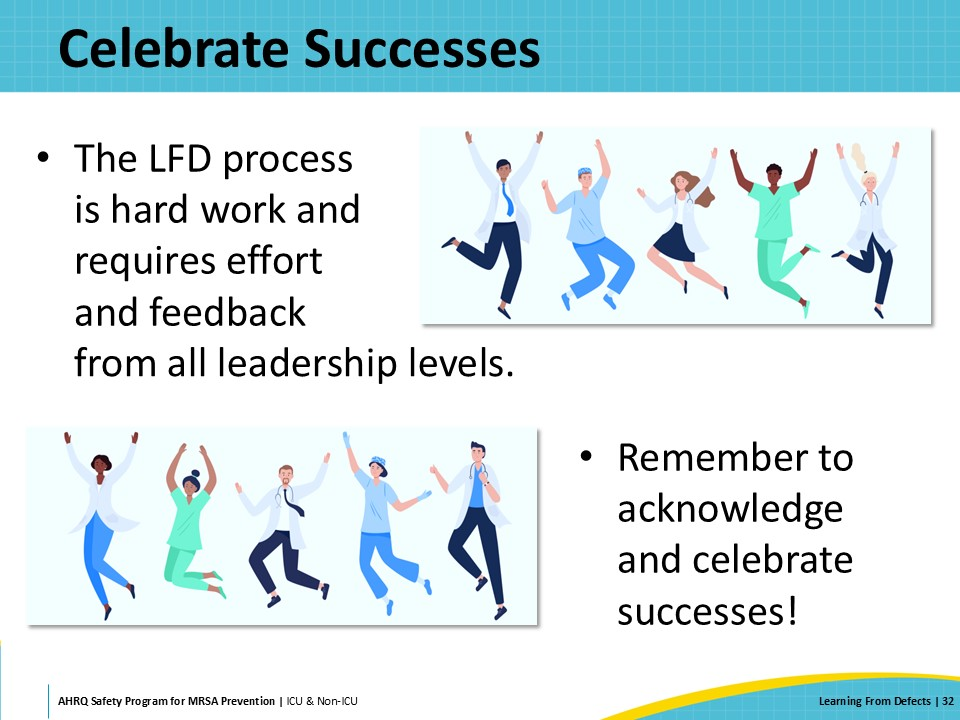 Celebrate Successes
• The LFD process
is hard work and
requires effort
and feedback
from all leadership levels.
• Remember to
acknowledge
and celebrate
successes!
AHRQ Safety Program for MRSA Prevention | ICU & Non-ICU
Learning From Defects | 32